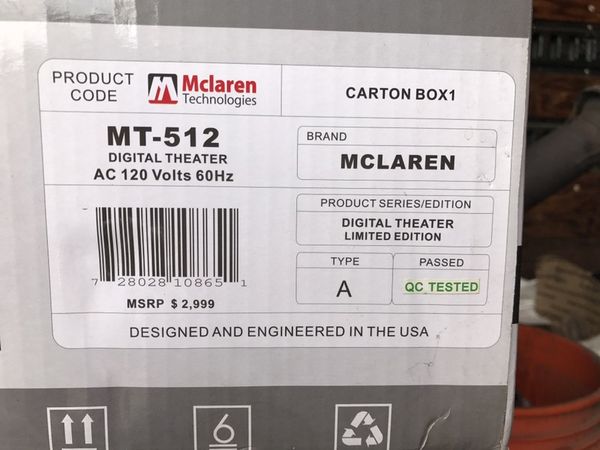 PRODUCT CODE
Mclaren
Technologies
CARTON BOX1
MT-512
DIGITAL THEATER
AC 120 Volts 60Hz
BRAND
MCLAREN
PRODUCT SERIES/EDITION
DIGITAL THEATER
LIMITED EDITION
TYPE
A
PASSED
QC TESTED
7 28028 10865 1
MSRP $ 2,999
DESIGNED AND ENGINEERED IN THE USA
6